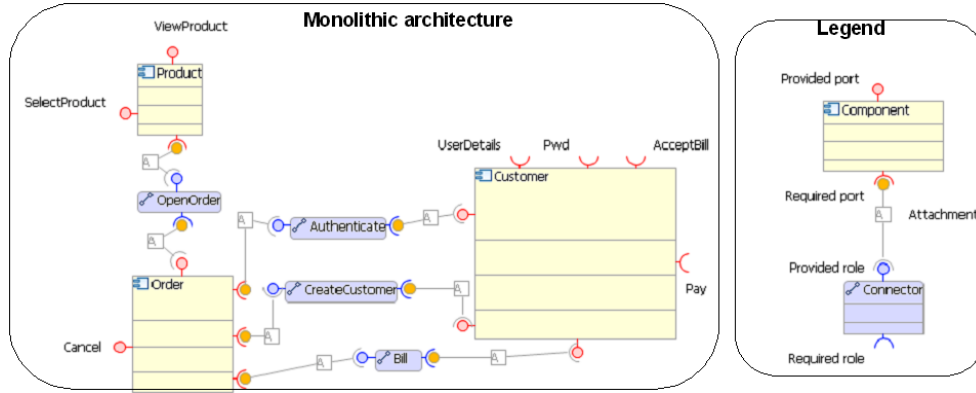 Monolithic architecture
ViewProduct
Product
SelectProduct
A
OpenOrder
A
UserDetails
Pwd
AcceptBill
Customer
A
Authenticate
A
Order
A
CreateCustomer
A
Pay
Cancel
A
Bill
A
Legend
Provided port
Component
Required port
A
Attachment
Provided role
Connector
Required role